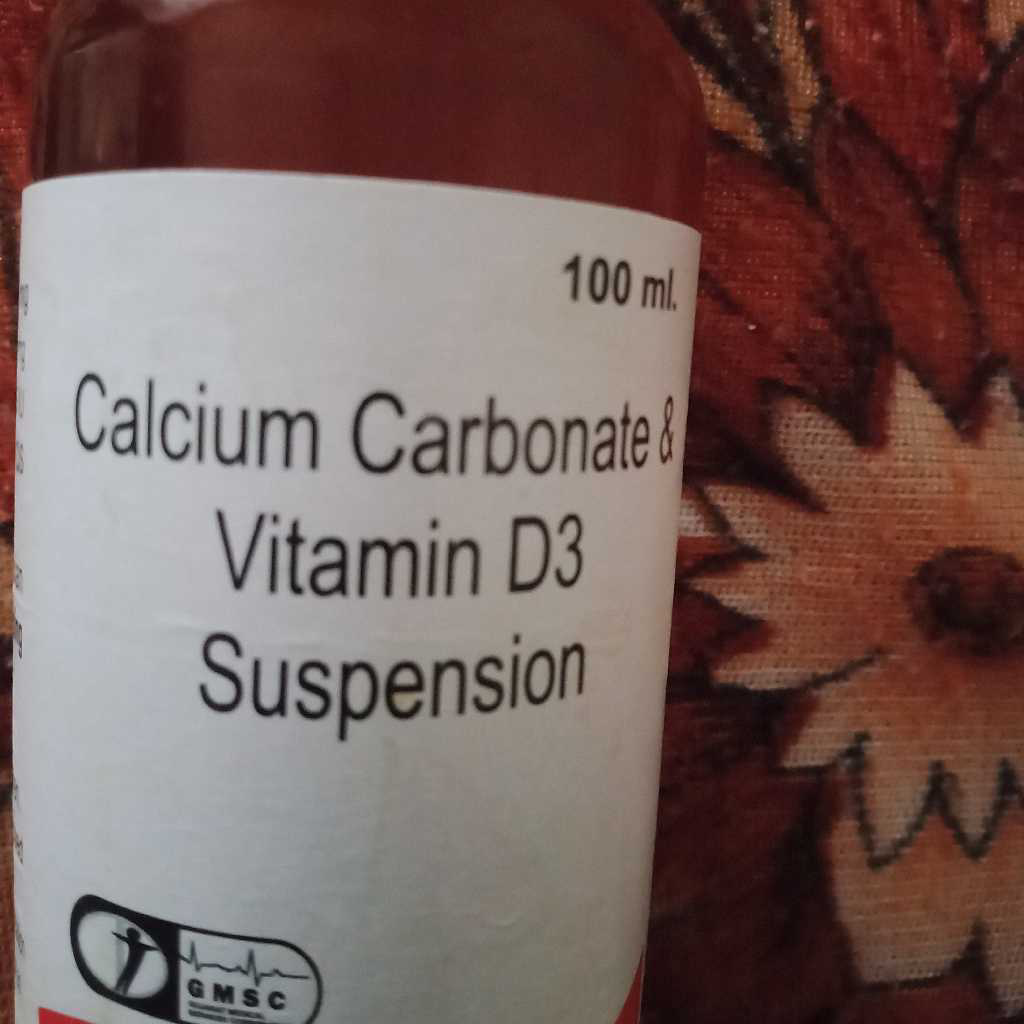 100 ml.
Calcium Carbonate &
Vitamin D3
Suspension
GMSC